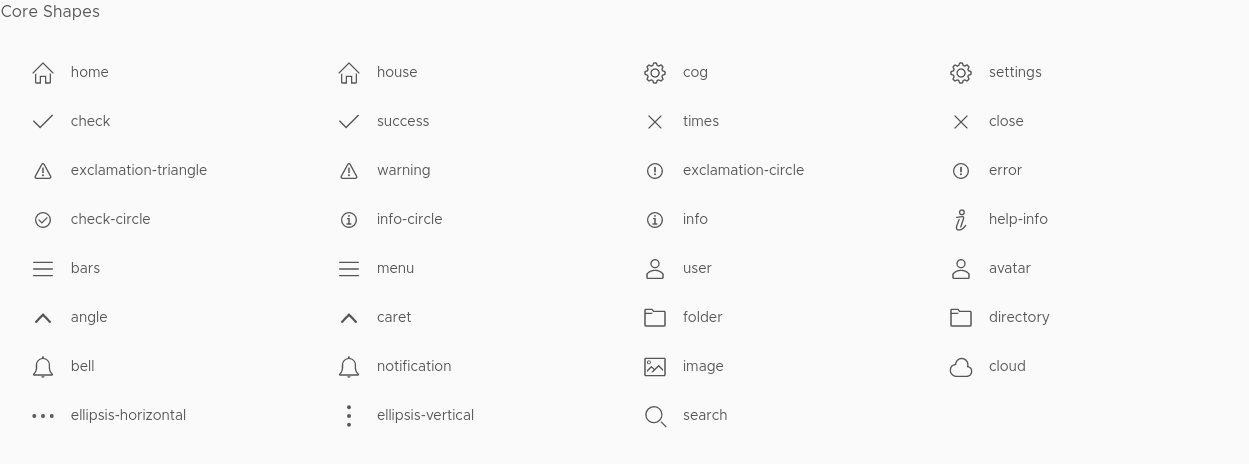 Core Shapes
home house cog settings
check success times close
exclamation-triangle warning exclamation-circle error
check-circle info-circle info help-info
bars menu user avatar
angle caret folder directory
bell notification image cloud
ellipsis-horizontal ellipsis-vertical search